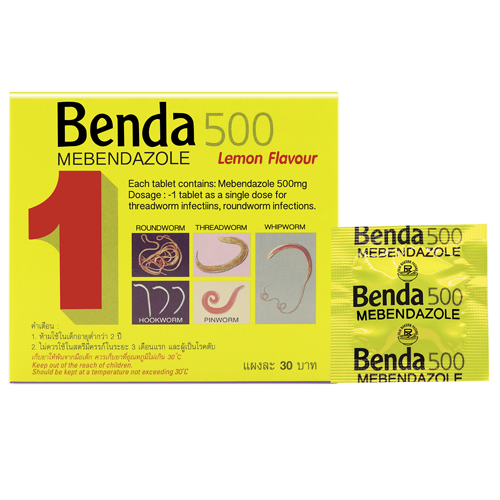 Benda 500
MEBENDAZOLE
Lemon Flavour
1
Each tablet contains: Mebendazole 500mg
Dosage : -1 tablet as a single dose for
threadworm infectiins, roundworm infections.
ROUNDWORM THREADWORM WHIPWORM
HOOKWORM PINWORM
คำเตือน :
1. ห้ามใช้ในเด็กอายุต่ำกว่า 2 ปี
2. ไม่ควรใช้ในสตรีมีครรภ์ในระยะ 3 เดือนแรก และผู้เป็นโรคตับ
เก็บยาให้พ้นจากมือเด็ก ควรเก็บยาที่อุณหภูมิไม่เกิน 30°C
Keep out of the reach of children.
Should be kept at a temperature not exceeding 30°C
แผงละ 30 บาท
Benda 500
MEBENDAZOLE
Benda 500
MEBENDAZOLE
Benda 500
MEBENDAZOLE